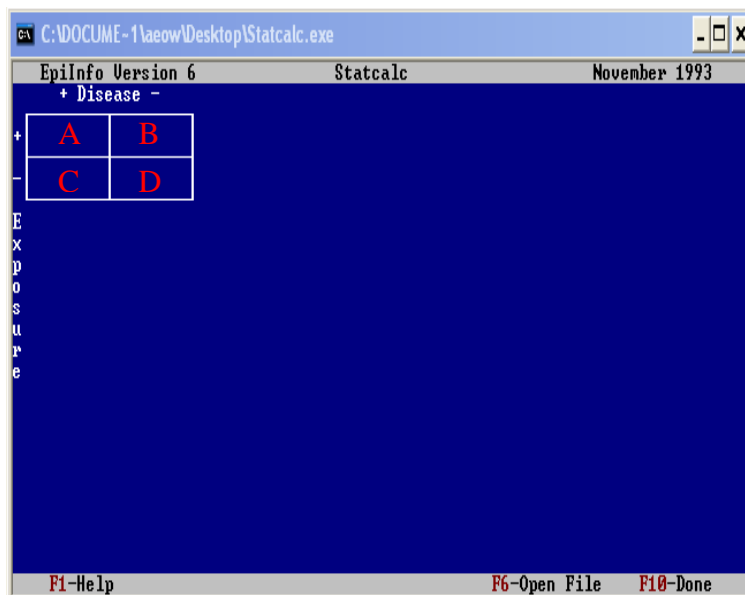 C:\DOCUME~1\aeow\Desktop\Statcalc.exe
EpiInfo Version 6 Statcalc November 1993
+ Disease -
+ A B
- C D
E
x
p
o
s
u
r
e
F1-Help F6-Open File F10-Done